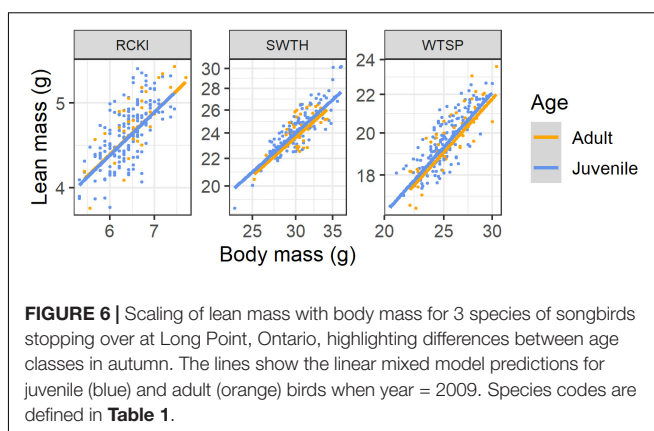 RCKI SWTH WTSP
Lean mass (g)
5
4
30
28
26
24
22
20
24
22
20
18
6 7
25 30 35
20 25 30
Body mass (g)
Age
Adult
Juvenile
FIGURE 6 | Scaling of lean mass with body mass for 3 species of songbirds
stopping over at Long Point, Ontario, highlighting differences between age
classes in autumn. The lines show the linear mixed model predictions for
juvenile (blue) and adult (orange) birds when year = 2009. Species codes are
defined in Table 1.